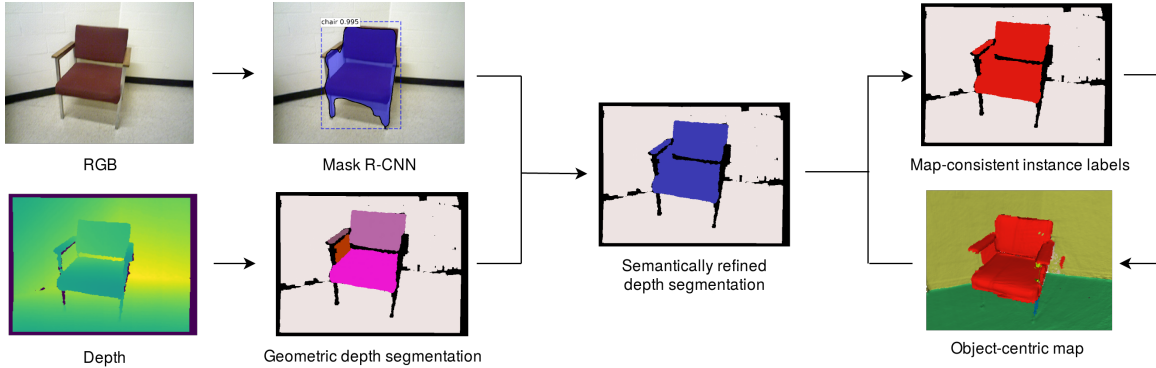 chair 0.995
RGB
Mask R-CNN
Map-consistent instance labels
Semantically refined
depth segmentation
Depth
Geometric depth segmentation
Object-centric map